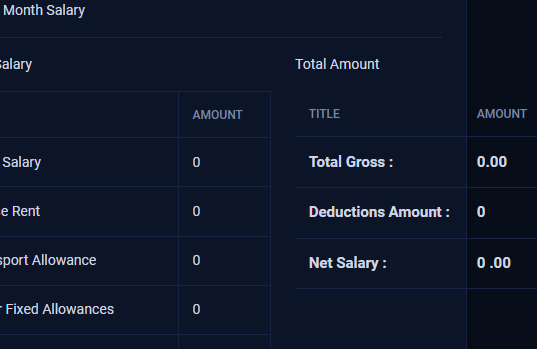 Month Salary
Salary
Total Amount
AMOUNT
TITLE AMOUNT
Salary 0
Total Gross : 0.00
se Rent 0
Deductions Amount : 0
sport Allowance 0
Net Salary : 0 .00
r Fixed Allowances 0